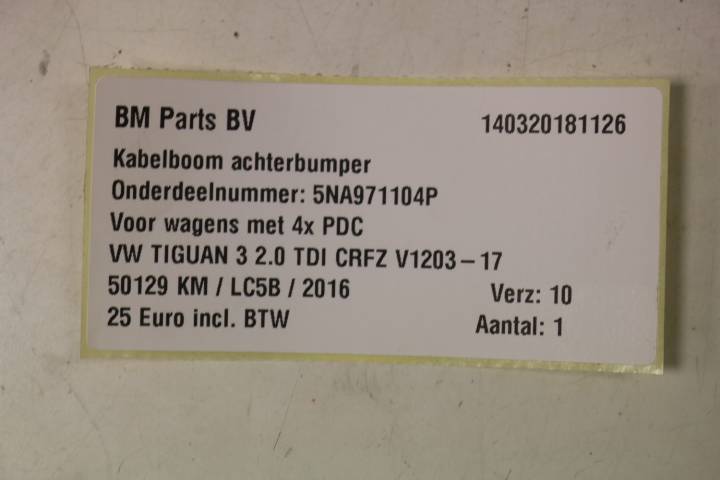 BM Parts BV 140320181126
Kabelboom achterbumper
Onderdeelnummer: 5NA971104P
Voor wagens met 4x PDC
VW TIGUAN 3 2.0 TDI CRFZ V1203-17
50129 KM / LC5B / 2016 Verz: 10
25 Euro incl. BTW Aantal: 1